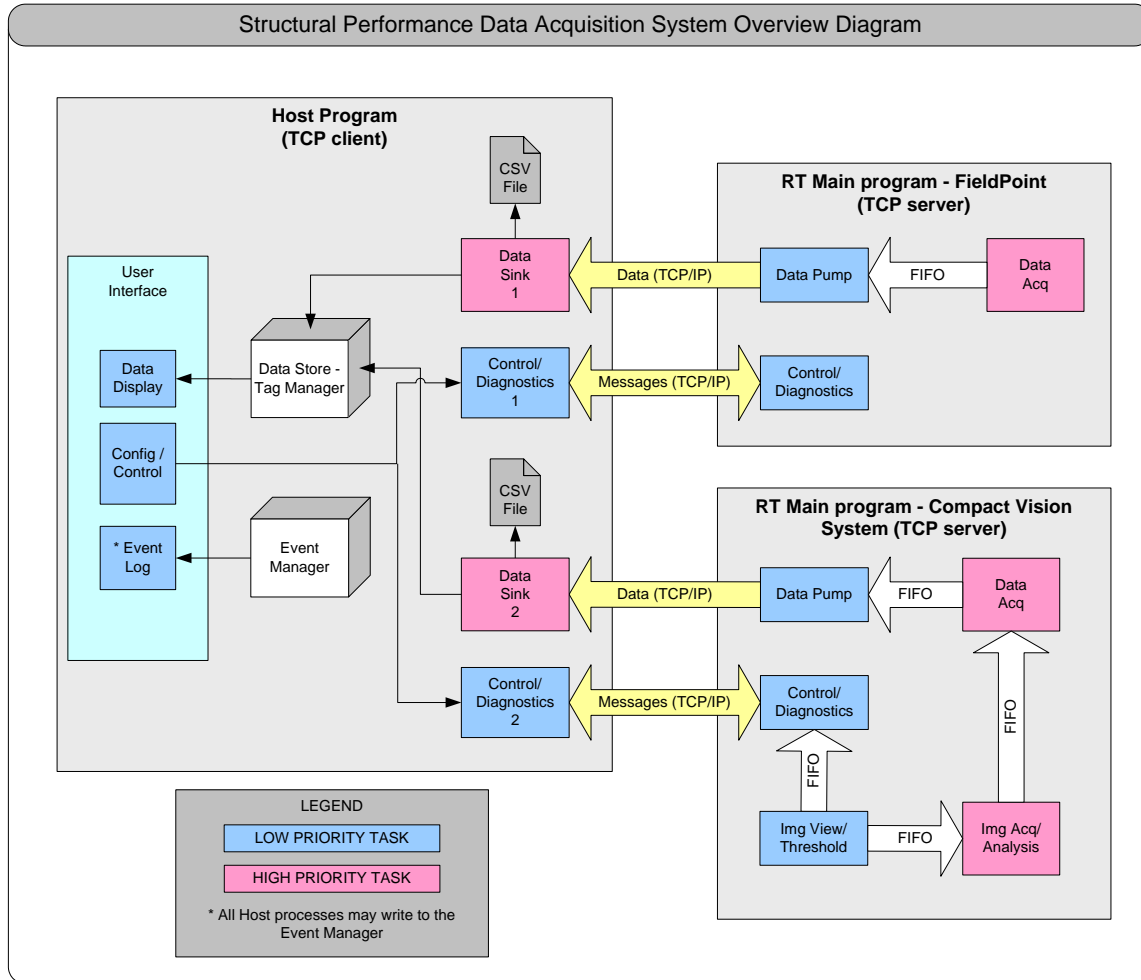 Structural Performance Data Acquisition System Overview Diagram
Host Program
(TCP client)
CSV
File
Data
Sink
1
User
Interface
Data
Display
Data Store -
Tag Manager
Control/
Diagnostics
1
Config /
Control
CSV
File
* Event
Log
Event
Manager
Data
Sink
2
Control/
Diagnostics
2
Data (TCP/IP)
Messages (TCP/IP)
Data (TCP/IP)
Messages (TCP/IP)
RT Main program - FieldPoint
(TCP server)
Data Pump
FIFO
Data
Acq
Control/
Diagnostics
RT Main program - Compact Vision
System (TCP server)
Data Pump
FIFO
Data
Acq
Control/
Diagnostics
FIFO
FIFO
Img View/
Threshold
FIFO
Img Acq/
Analysis
LEGEND
LOW PRIORITY TASK
HIGH PRIORITY TASK
* All Host processes may write to the
Event Manager